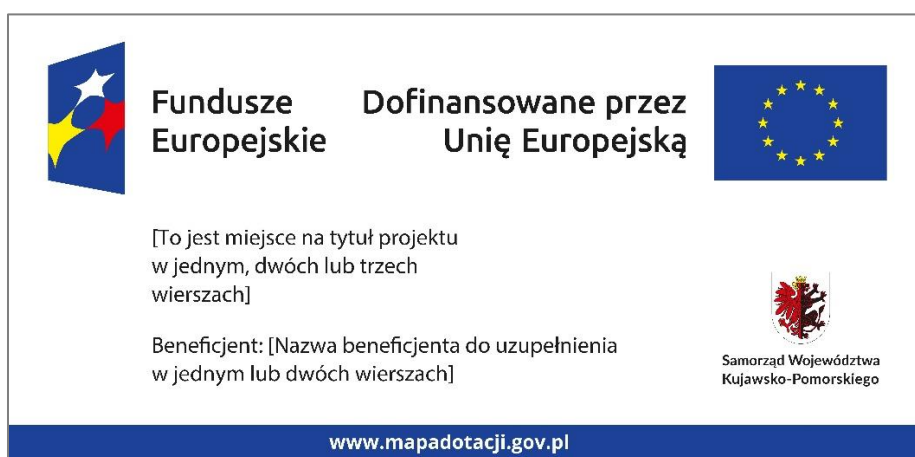 Fundusze
Europejskie
Dofinansowane przez
Unię Europejską
[To jest miejsce na tytuł projektu
w jednym, dwóch lub trzech
wierszach]
Beneficjent: [Nazwa beneficjenta do uzupełnienia
w jednym lub dwóch wierszach]
Samorząd Województwa
Kujawsko-Pomorskiego
www.mapadotacji.gov.pl